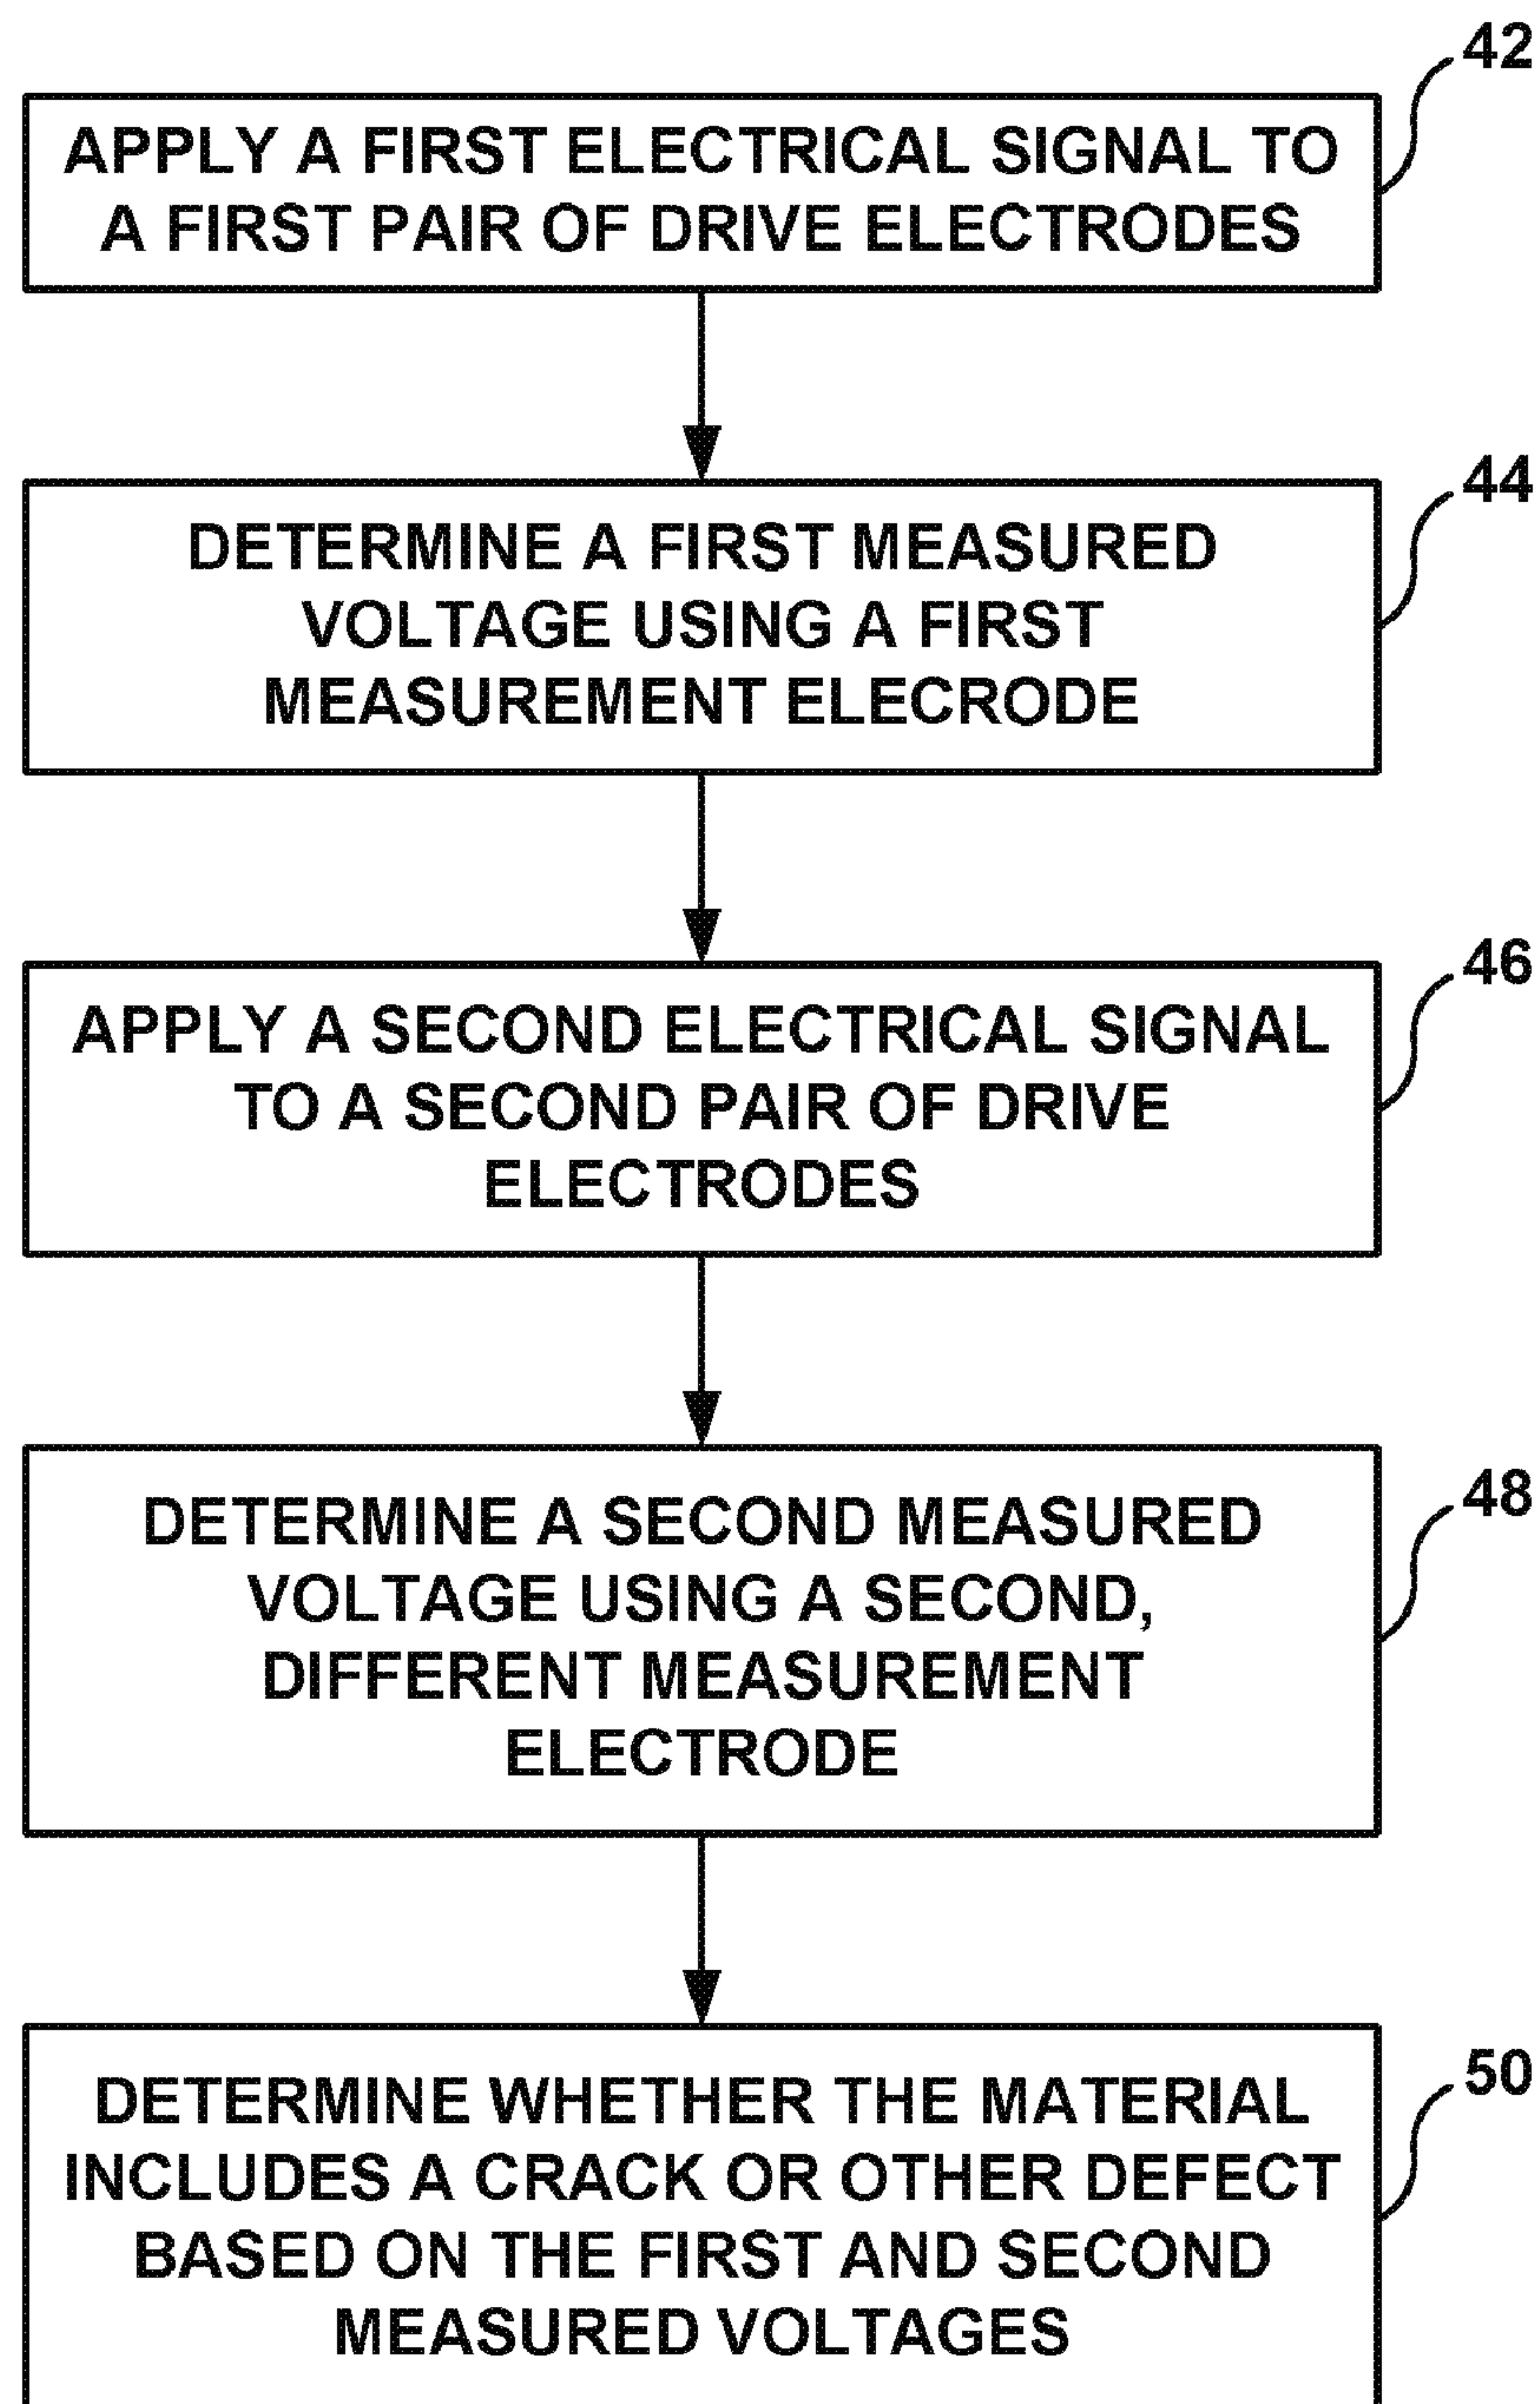 42
APPLY A FIRST ELECTRICAL SIGNAL TO
A FIRST PAIR OF DRIVE ELECTRODES
44
DETERMINE A FIRST MEASURED
VOLTAGE USING A FIRST
MEASUREMENT ELECRODE
46
APPLY A SECOND ELECTRICAL SIGNAL
TO A SECOND PAIR OF DRIVE
ELECTRODES
48
DETERMINE A SECOND MEASURED
VOLTAGE USING A SECOND,
DIFFERENT MEASUREMENT
ELECTRODE
50
DETERMINE WHETHER THE MATERIAL
INCLUDES A CRACK OR OTHER DEFECT
BASED ON THE FIRST AND SECOND
MEASURED VOLTAGES